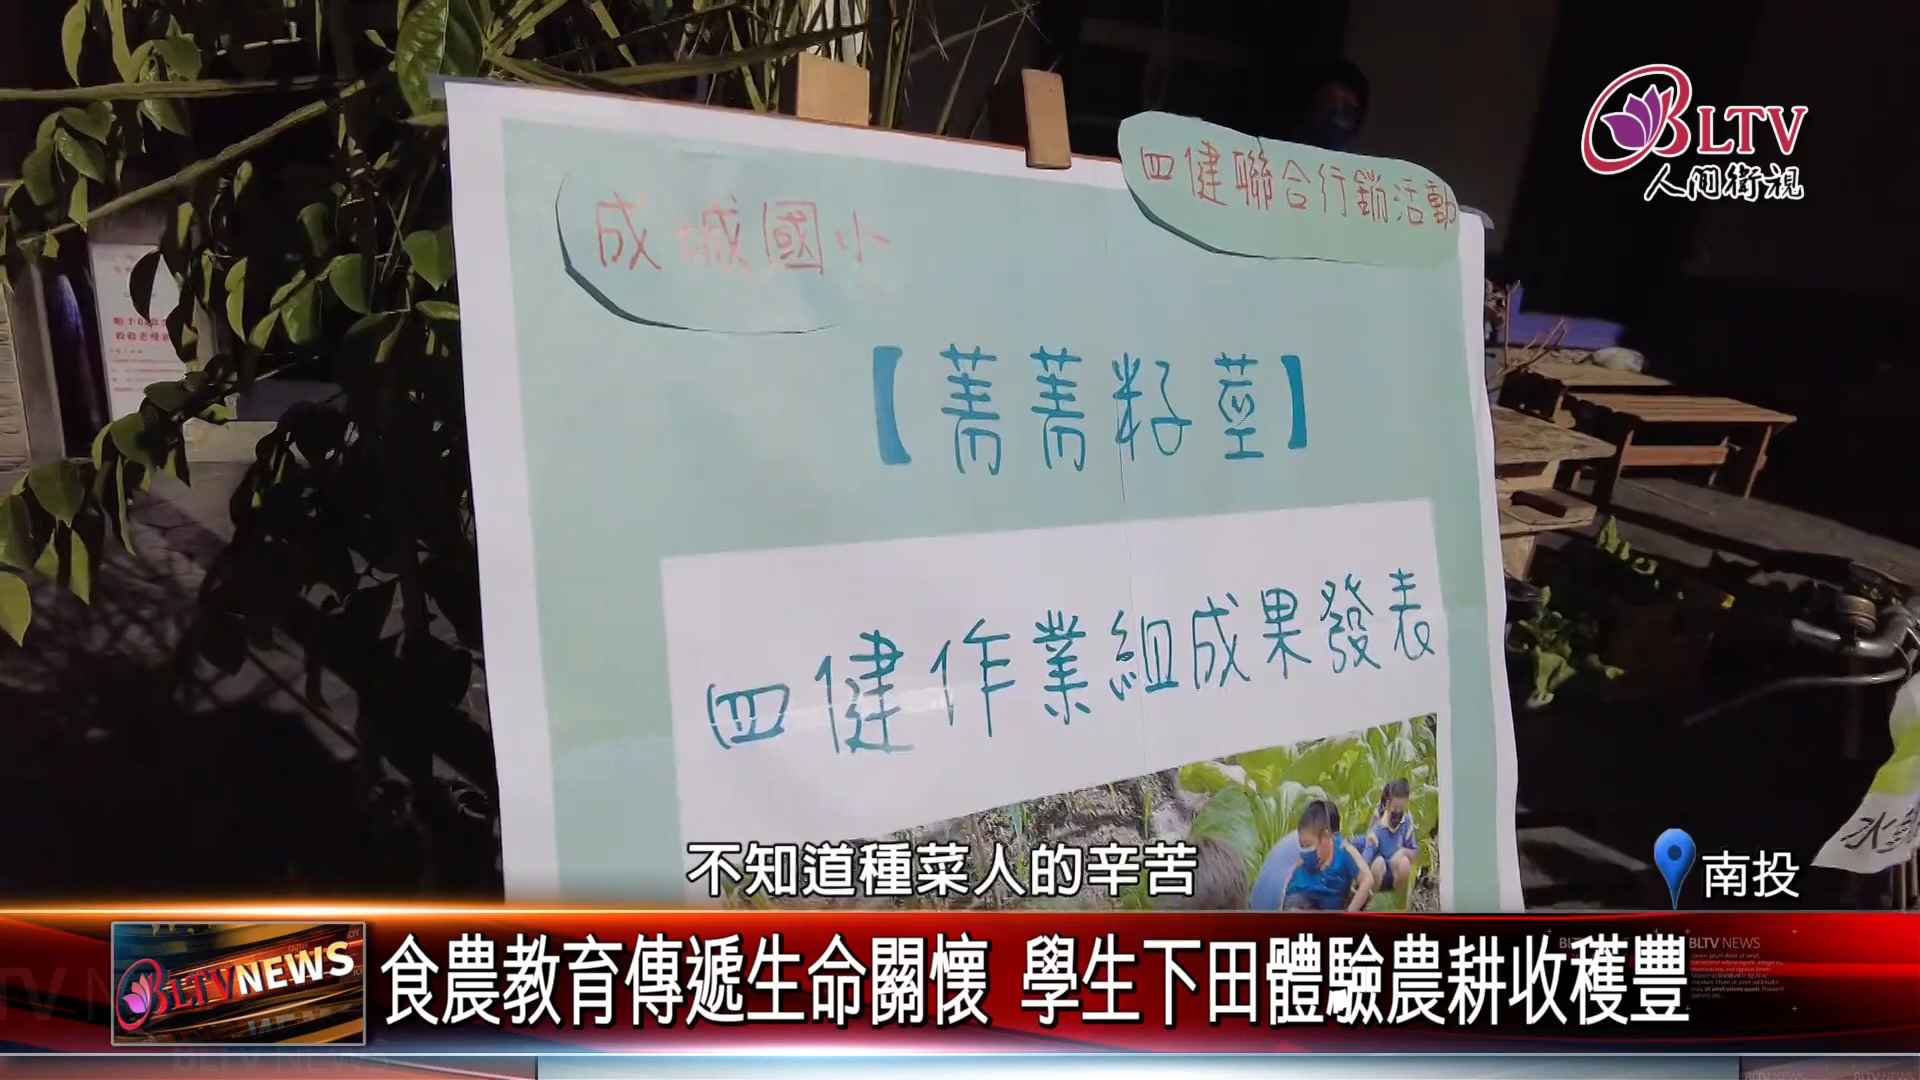 BLTV
人間衛視
四健聯合行銷活動
成城國小
【菁菁籽莖】
四健作業組成果發表
不知道種菜人的辛苦
南投
BLTVNEWS
食農教育傳遞生命關懷 學生下田體驗農耕收穫豐
BLTV NEWS